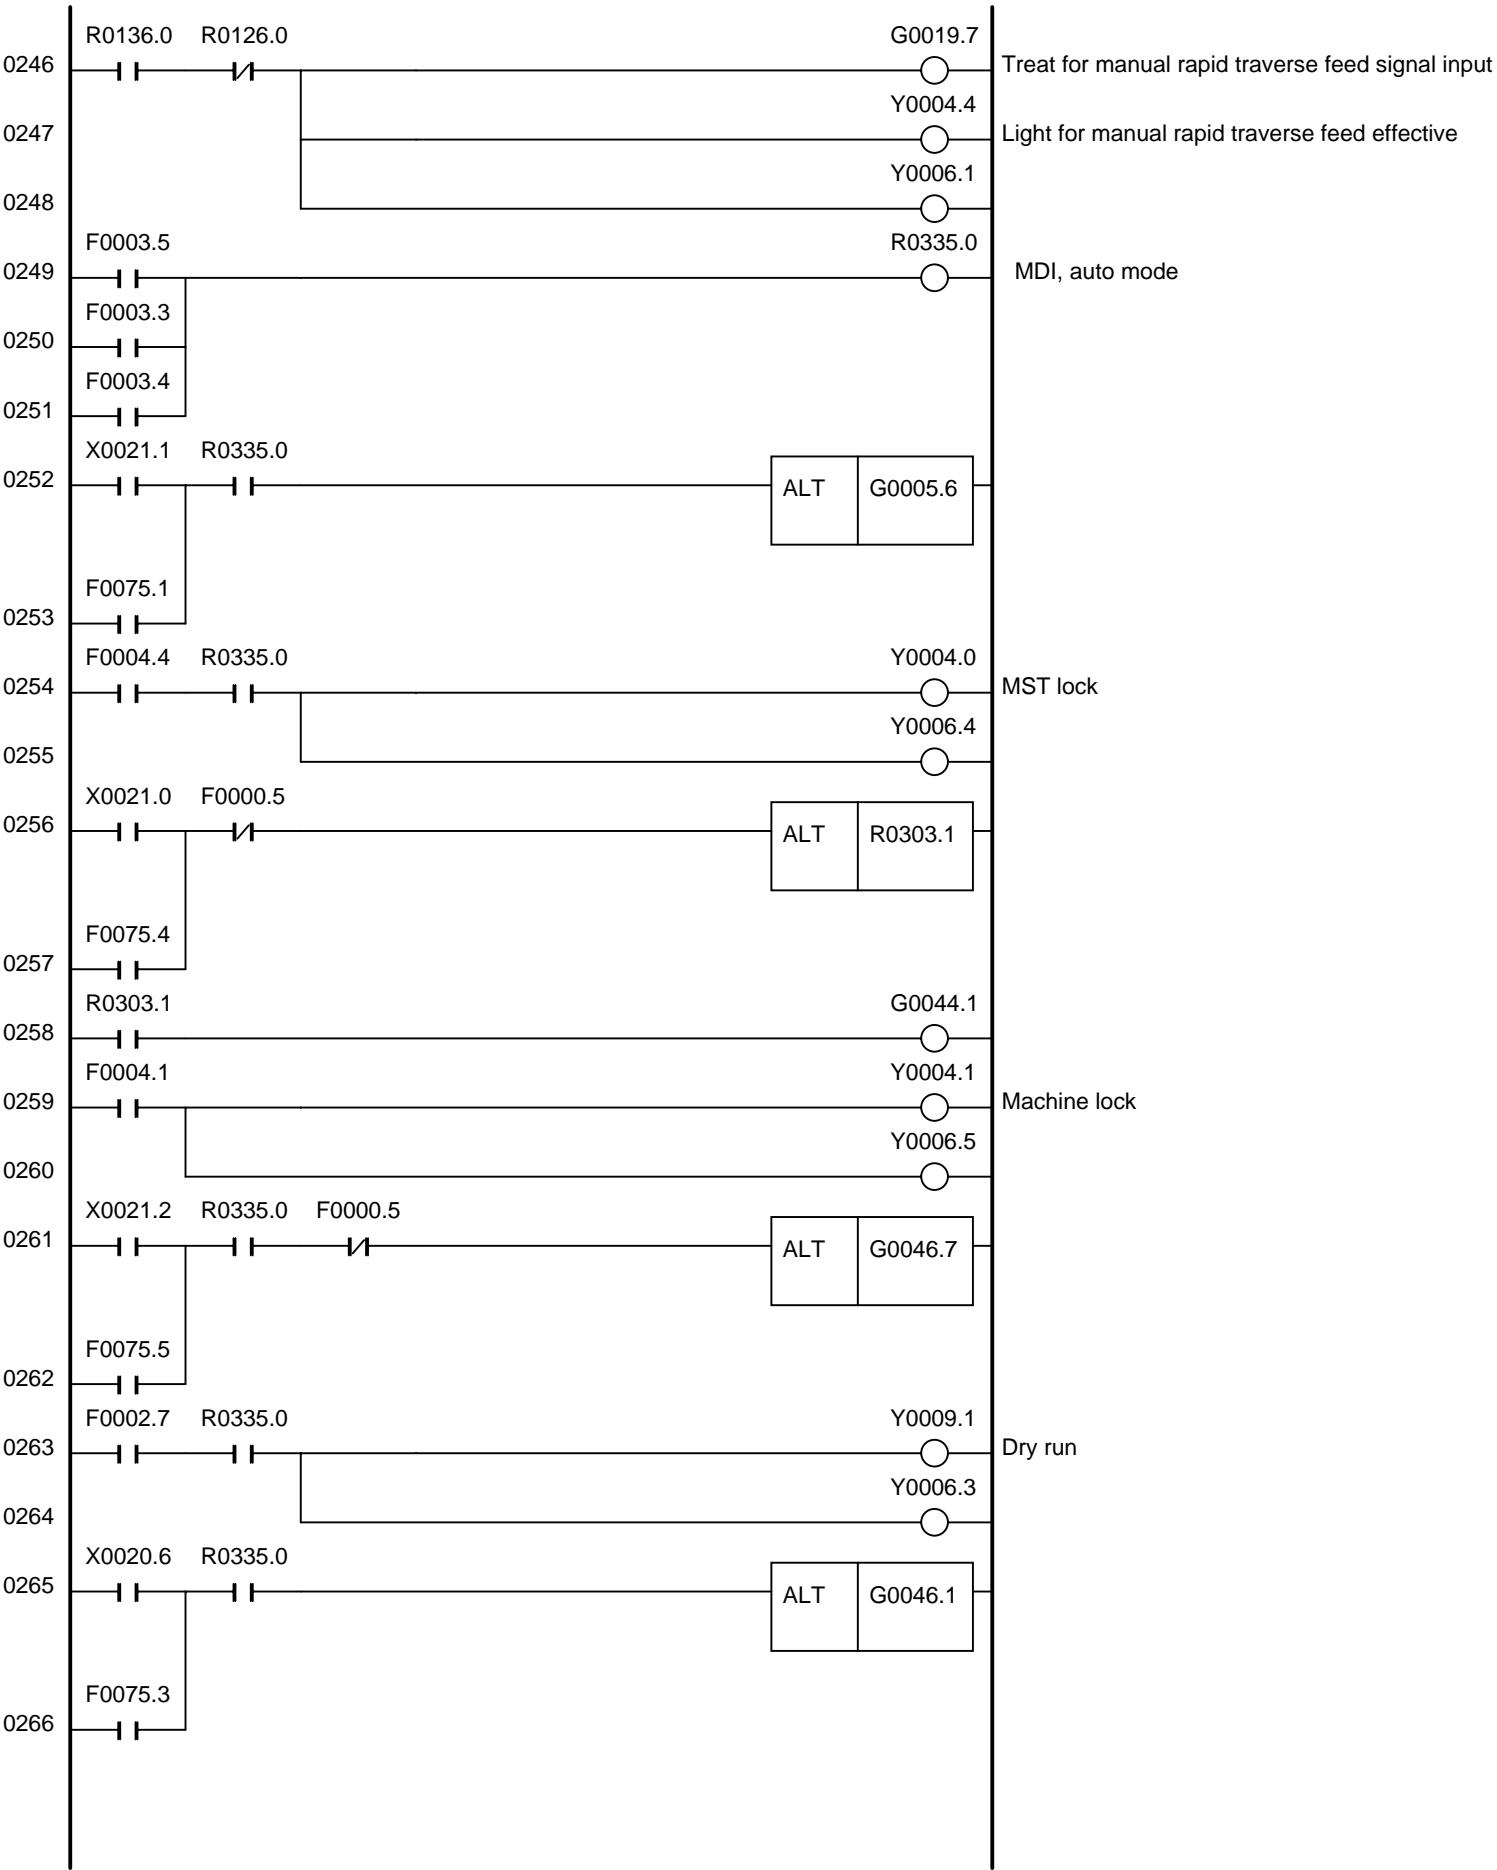 R0136.0 R0126.0 G0019.7
0246 Treat for manual rapid traverse feed signal input
Y0004.4
0247 Light for manual rapid traverse feed effective
Y0006.1
0248
F0003.5 R0335.0
0249 MDI, auto mode
F0003.3
0250
F0003.4
0251
X0021.1 R0335.0
0252 ALT G0005.6
F0075.1
0253
F0004.4 R0335.0 Y0004.0
0254 MST lock
Y0006.4
0255
X0021.0 F0000.5
0256 ALT R0303.1
F0075.4
0257
R0303.1 G0044.1
0258
F0004.1 Y0004.1
0259 Machine lock
Y0006.5
0260
X0021.2 R0335.0 F0000.5
0261 ALT G0046.7
F0075.5
0262
F0002.7 R0335.0 Y0009.1
0263 Dry run
Y0006.3
0264
X0020.6 R0335.0
0265 ALT G0046.1
F0075.3
0266